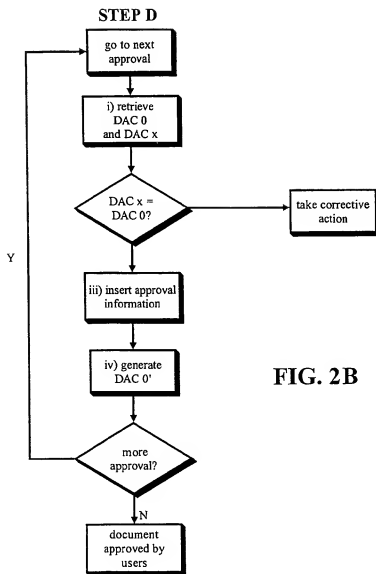 STEP D
go to next
approval
i) retrieve
DAC 0
and DAC x
DAC x =
DAC 0?
take corrective
action
Y
iii) insert approval
information
iv) generate
DAC 0'
FIG. 2B
more
approval?
N
document
approved by
users